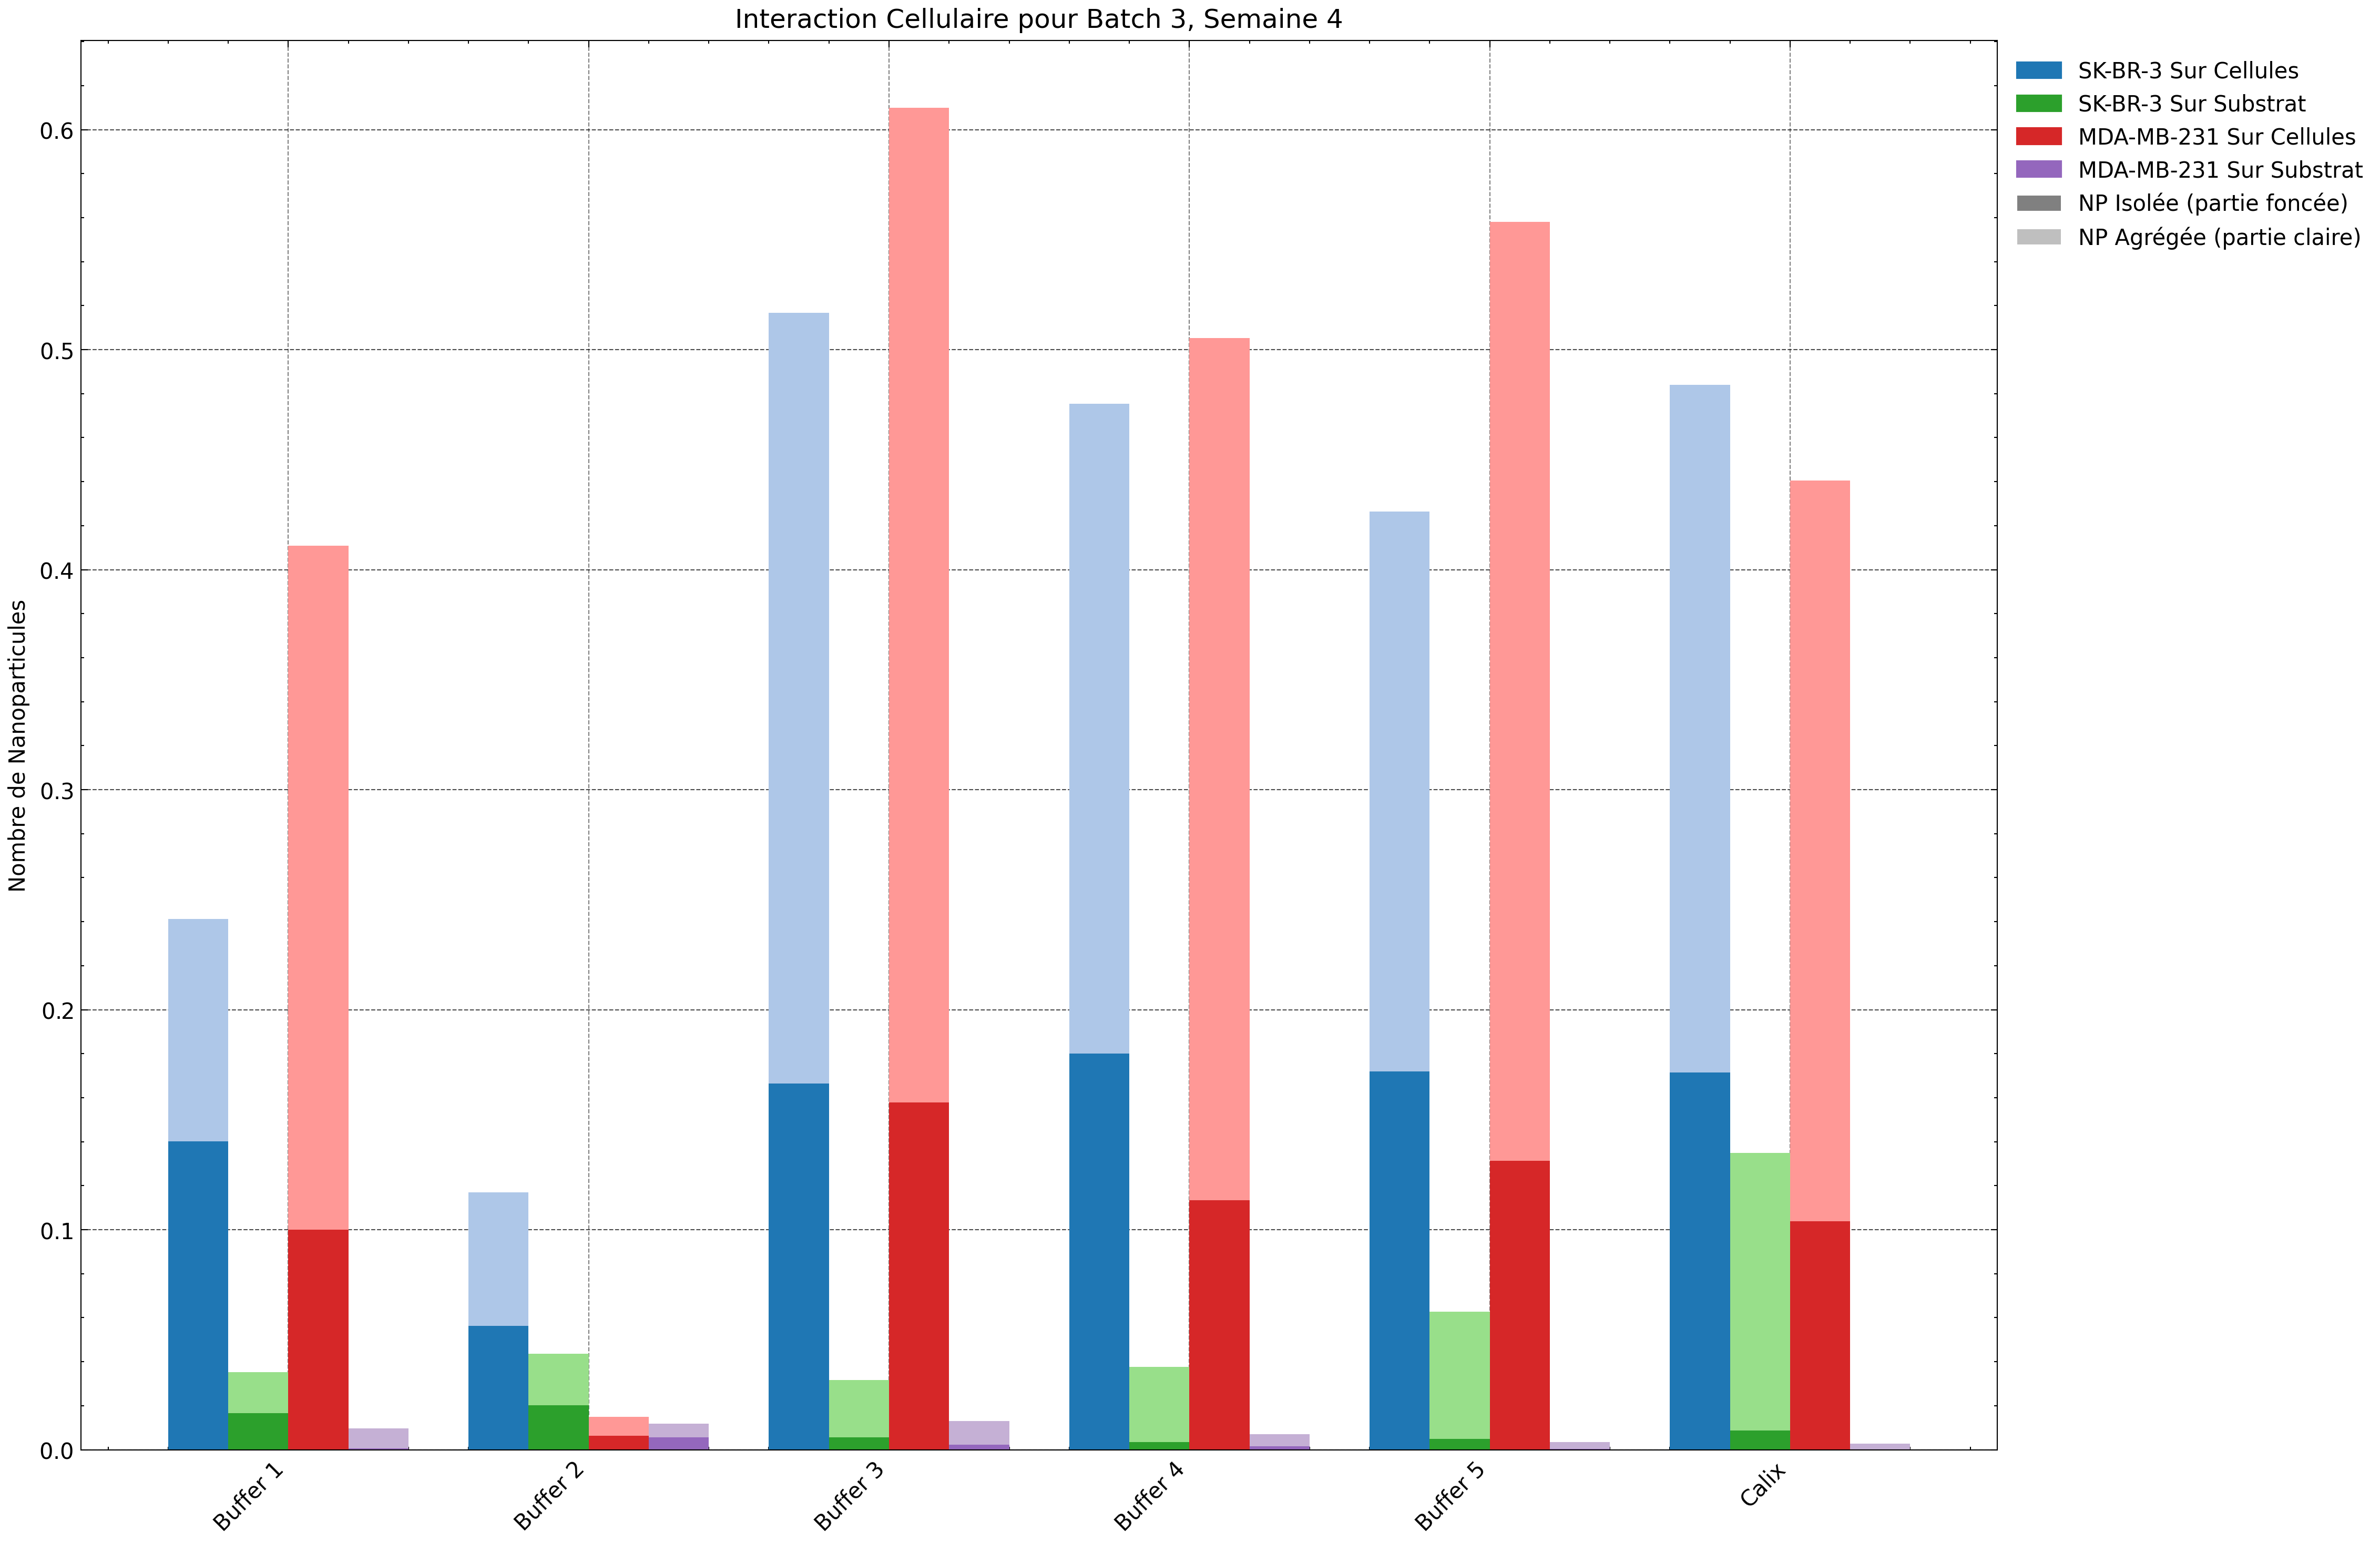 Interaction Cellulaire pour Batch 3, Semaine 4
SK-BR-3 Sur Cellules
SK-BR-3 Sur Substrat
MDA-MB-231 Sur Cellules
MDA-MB-231 Sur Substrat
NP Isolée (partie foncée)
NP Agrégée (partie claire)
Nombre de Nanoparticules
0.6
0.5
0.4
0.3
0.2
0.1
0.0
Buffer 1
Buffer 2
Buffer 3
Buffer 4
Buffer 5
Calix